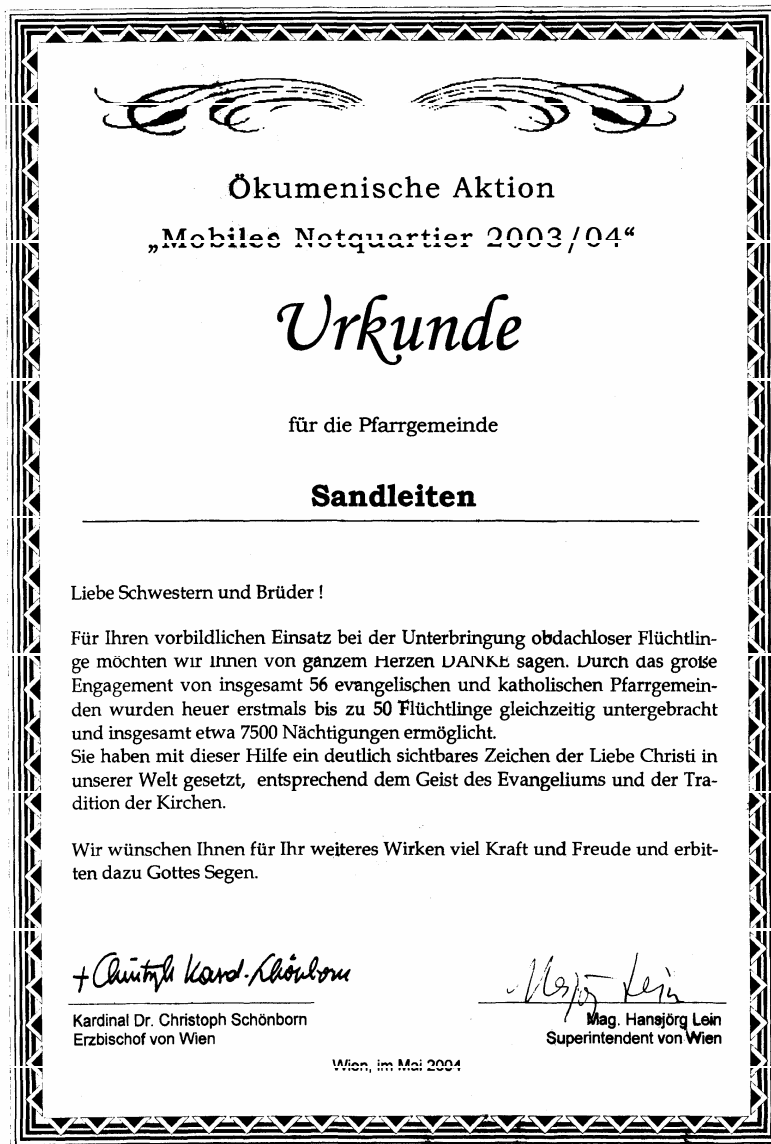 Ökumenische Aktion
„Mobiles Notquartier 2003/04“
Urkunde
für die Pfarrgemeinde
Sandleiten
Liebe Schwestern und Brüder !
Für Ihren vorbildlichen Einsatz bei der Unterbringung obdachloser Flüchtlin-
ge möchten wir Ihnen von ganzem Herzen DANKE sagen. Durch das große
Engagement von insgesamt 56 evangelischen und katholischen Pfarrgemein-
den wurden heuer erstmals bis zu 50 Flüchtlinge gleichzeitig untergebracht
und insgesamt etwa 7500 Nächtigungen ermöglicht.
Sie haben mit dieser Hilfe ein deutlich sichtbares Zeichen der Liebe Christi in
unserer Welt gesetzt, entsprechend dem Geist des Evangeliums und der Tra-
dition der Kirchen.
Wir wünschen Ihnen für Ihr weiteres Wirken viel Kraft und Freude und erbit-
ten dazu Gottes Segen.
+ Christoph Kard. Schönborn
Hansjörg Lein
Kardinal Dr. Christoph Schönborn
Erzbischof von Wien
Mag. Hansjörg Lein
Superintendent von Wien
Wien, im Mai 2004